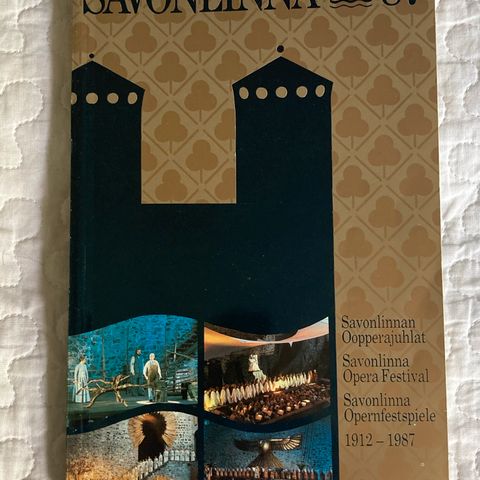 SAVONLINNA
Savonlinnan
Oopperajuhlat
Savonlinna
Opera Festival
Savonlinna
Opernfestspiele
1912 – 1987